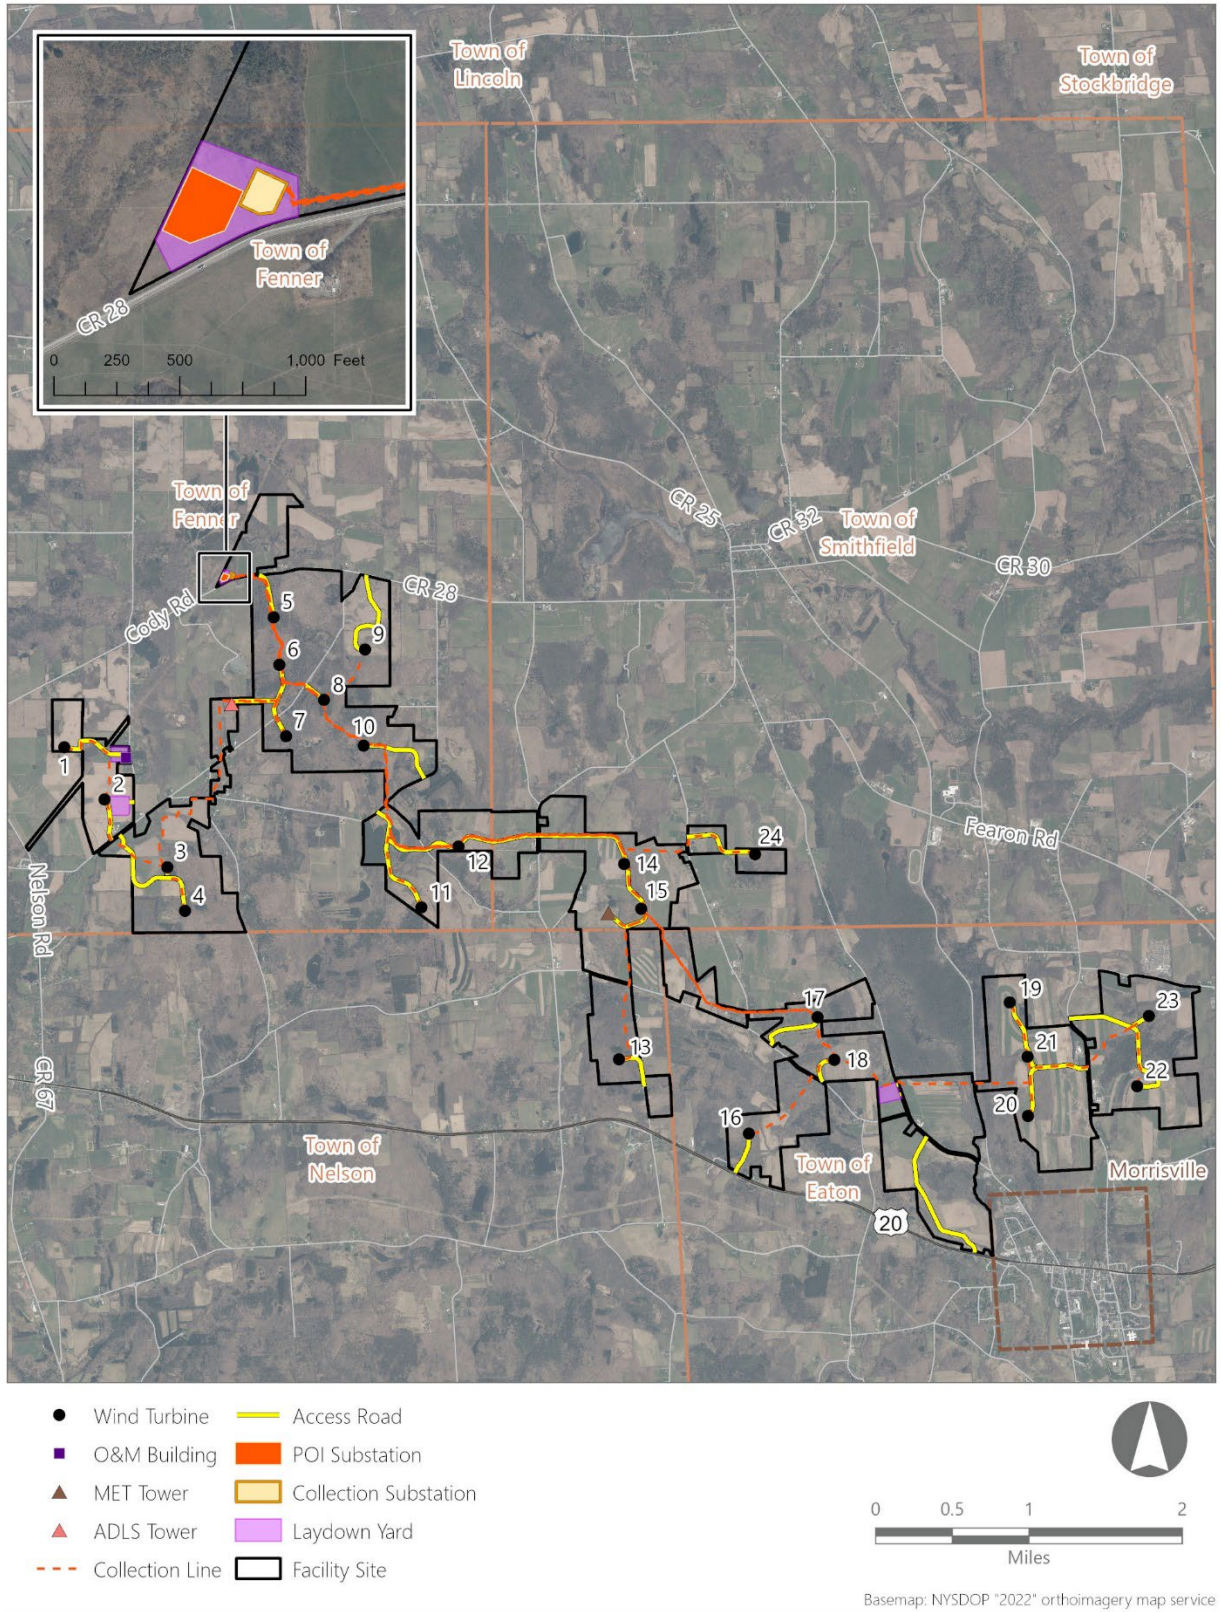 Town of
Lincoln
Town of
Stockbridge
Town of
Fenner
CR 28
0 250 500 1,000 Feet
Town of
Fenner
CR 25
CR 32
Town of
Smithfield
CR 30
CR 28
Cody Rd
5
9
6
8
7
10
1
2
3
4
12
11
14
24
15
Fearon Rd
Nelson Rd
CR 67
17
13
18
16
19
23
21
22
20
Town of
Nelson
Town of
Eaton
Morrisville
20
Wind Turbine
O&M Building
MET Tower
ADLS Tower
Collection Line
Access Road
POI Substation
Collection Substation
Laydown Yard
Facility Site
0 0.5 1 2
Miles
Basemap: NYSDOP "2022" orthoimagery map service